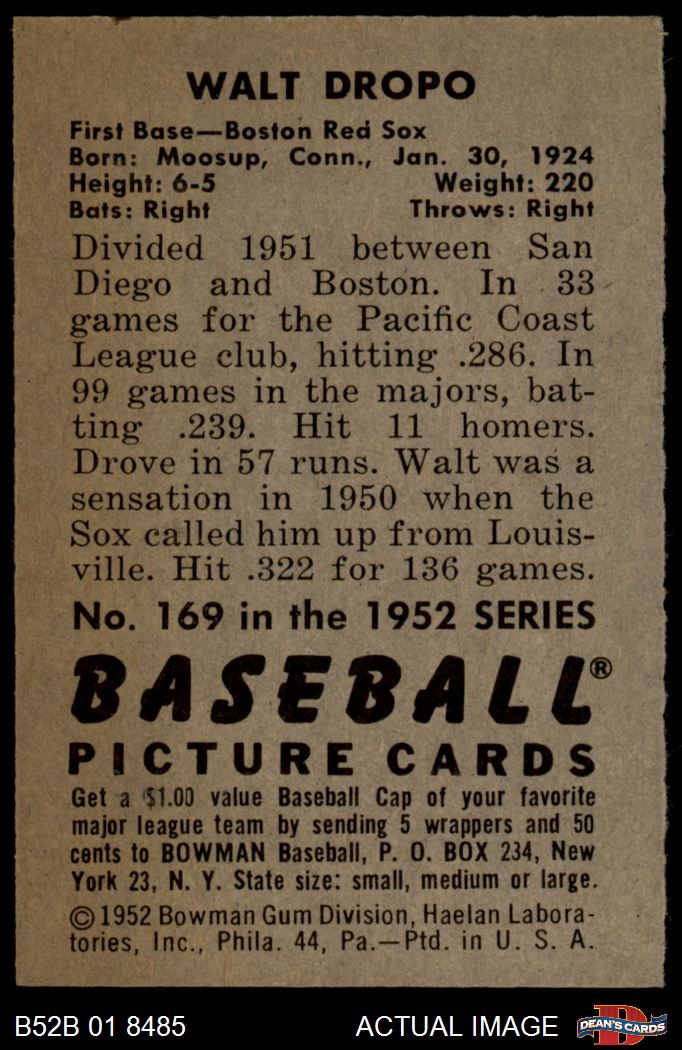 WALT DROPO
First Base—Boston Red Sox
Born: Moosup, Conn., Jan. 30, 1924
Height: 6-5 Weight: 220
Bats: Right Throws: Right
Divided 1951 between San
Diego and Boston. In 33
games for the Pacific Coast
League club, hitting .286. In
99 games in the majors, bat-
ting .239. Hit 11 homers.
Drove in 57 runs. Walt was a
sensation in 1950 when the
Sox called him up from Louis-
ville. Hit .322 for 136 games.
No. 169 in the 1952 SERIES
BASEBALL®
PICTURE CARDS
Get a $1.00 value Baseball Cap of your favorite
major league team by sending 5 wrappers and 50
cents to BOWMAN Baseball, P. O. BOX 234, New
York 23, N. Y. State size: small, medium or large.
© 1952 Bowman Gum Division, Haelan Labora-
tories, Inc., Phila. 44, Pa.—Ptd. in U. S. A.
B52B 01 8485 ACTUAL IMAGE D DEAN'S CARDS